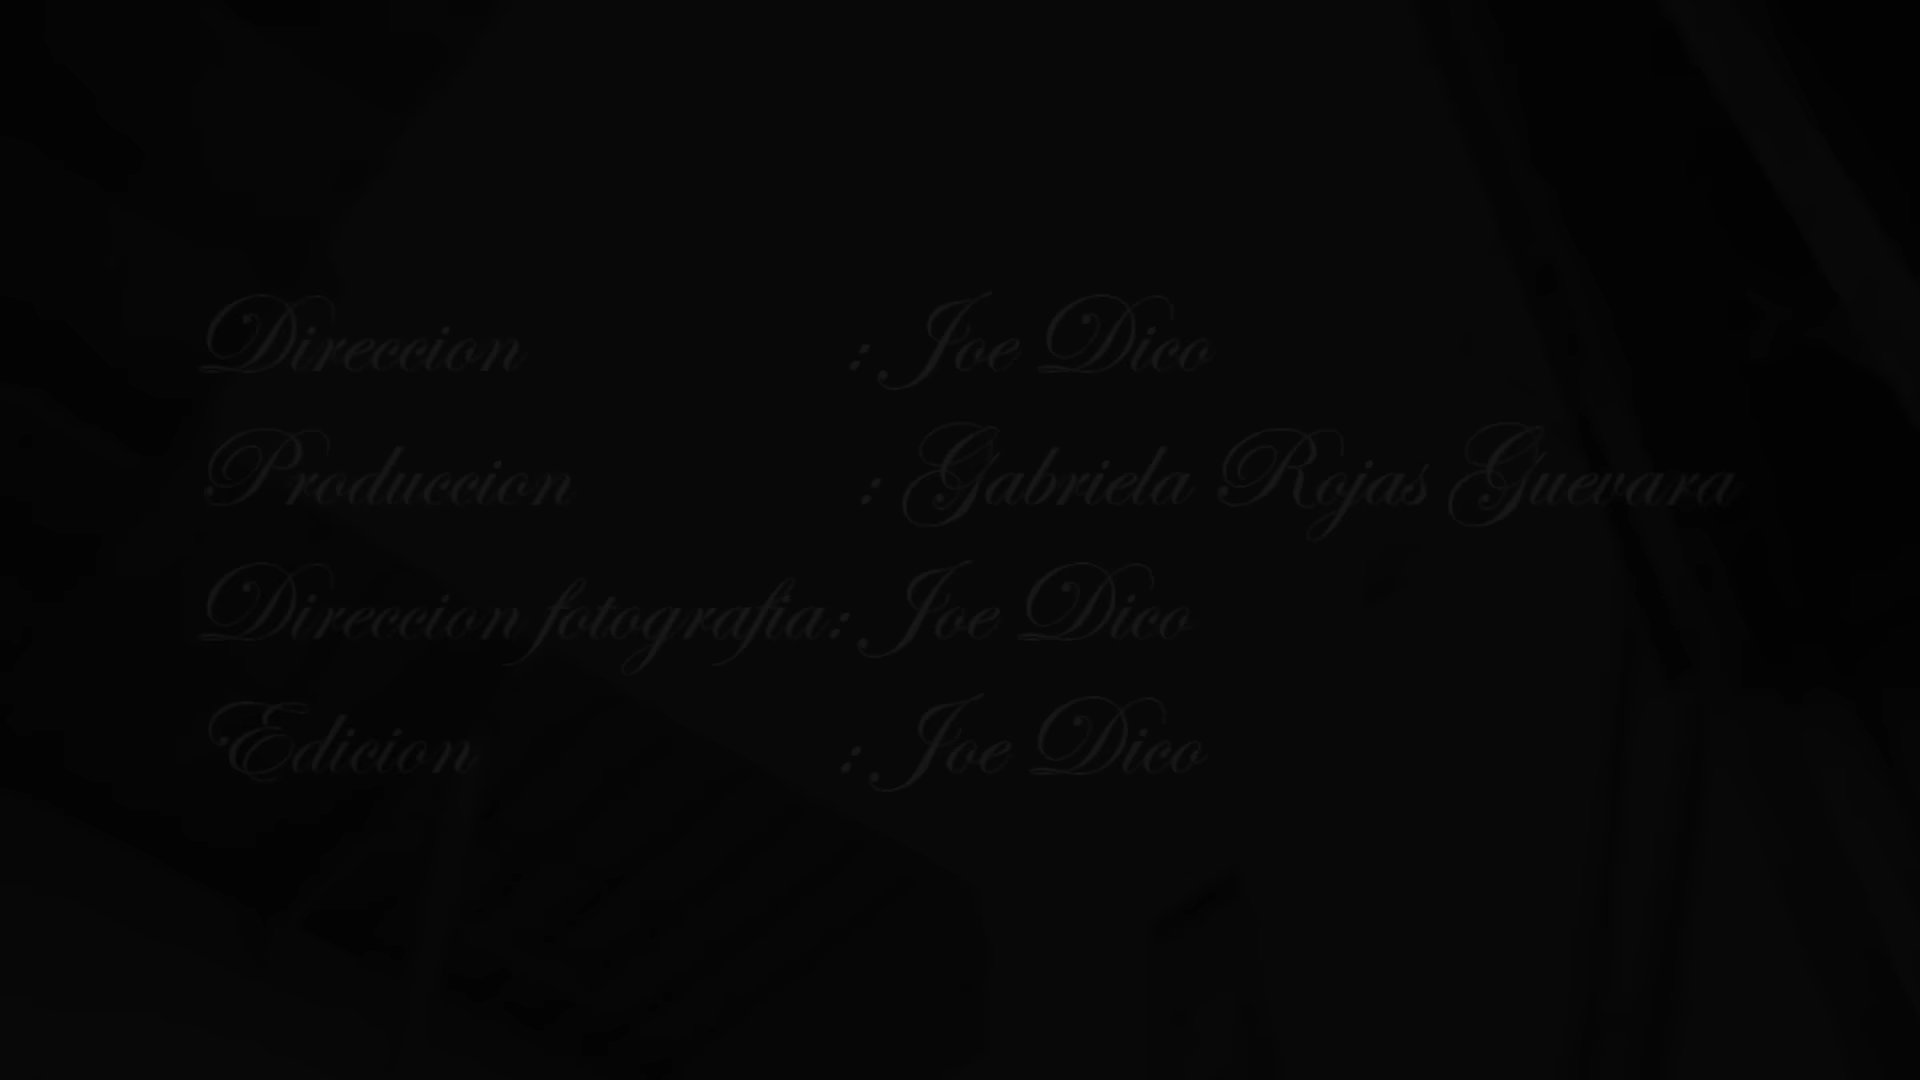 Direccion : Joe Dico
Produccion : Gabriela Rojas Guevara
Direccion fotografia: Joe Dico
Edicion : Joe Dico